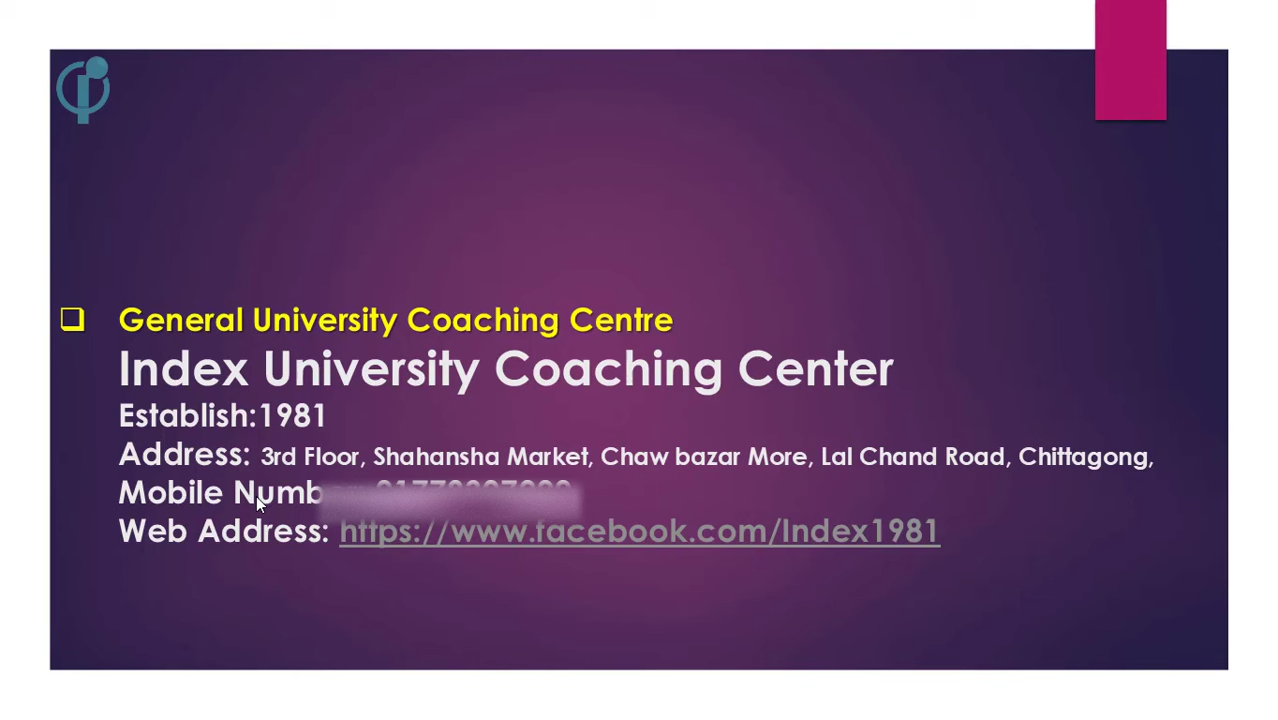 General University Coaching Centre
Index University Coaching Center
Establish:1981
Address: 3rd Floor, Shahansha Market, Chaw bazar More, Lal Chand Road, Chittagong,
Mobile
Web Address: https://www.facebook.com/Index1981